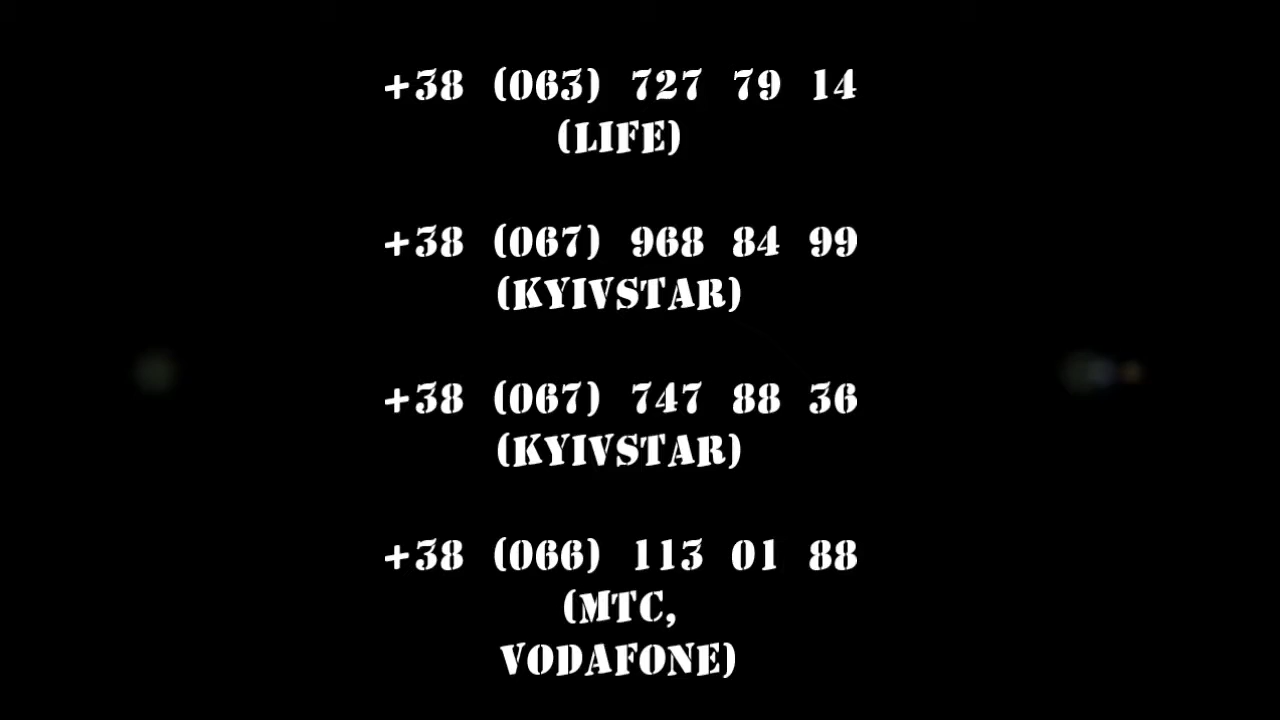 +38 (063) 727 79 14
(LIFE)
+38 (067) 968 84 99
(KYIVSTAR)
+38 (067) 747 88 36
(KYIVSTAR)
+38 (066) 113 01 88
(MTC,
VODAFONE)